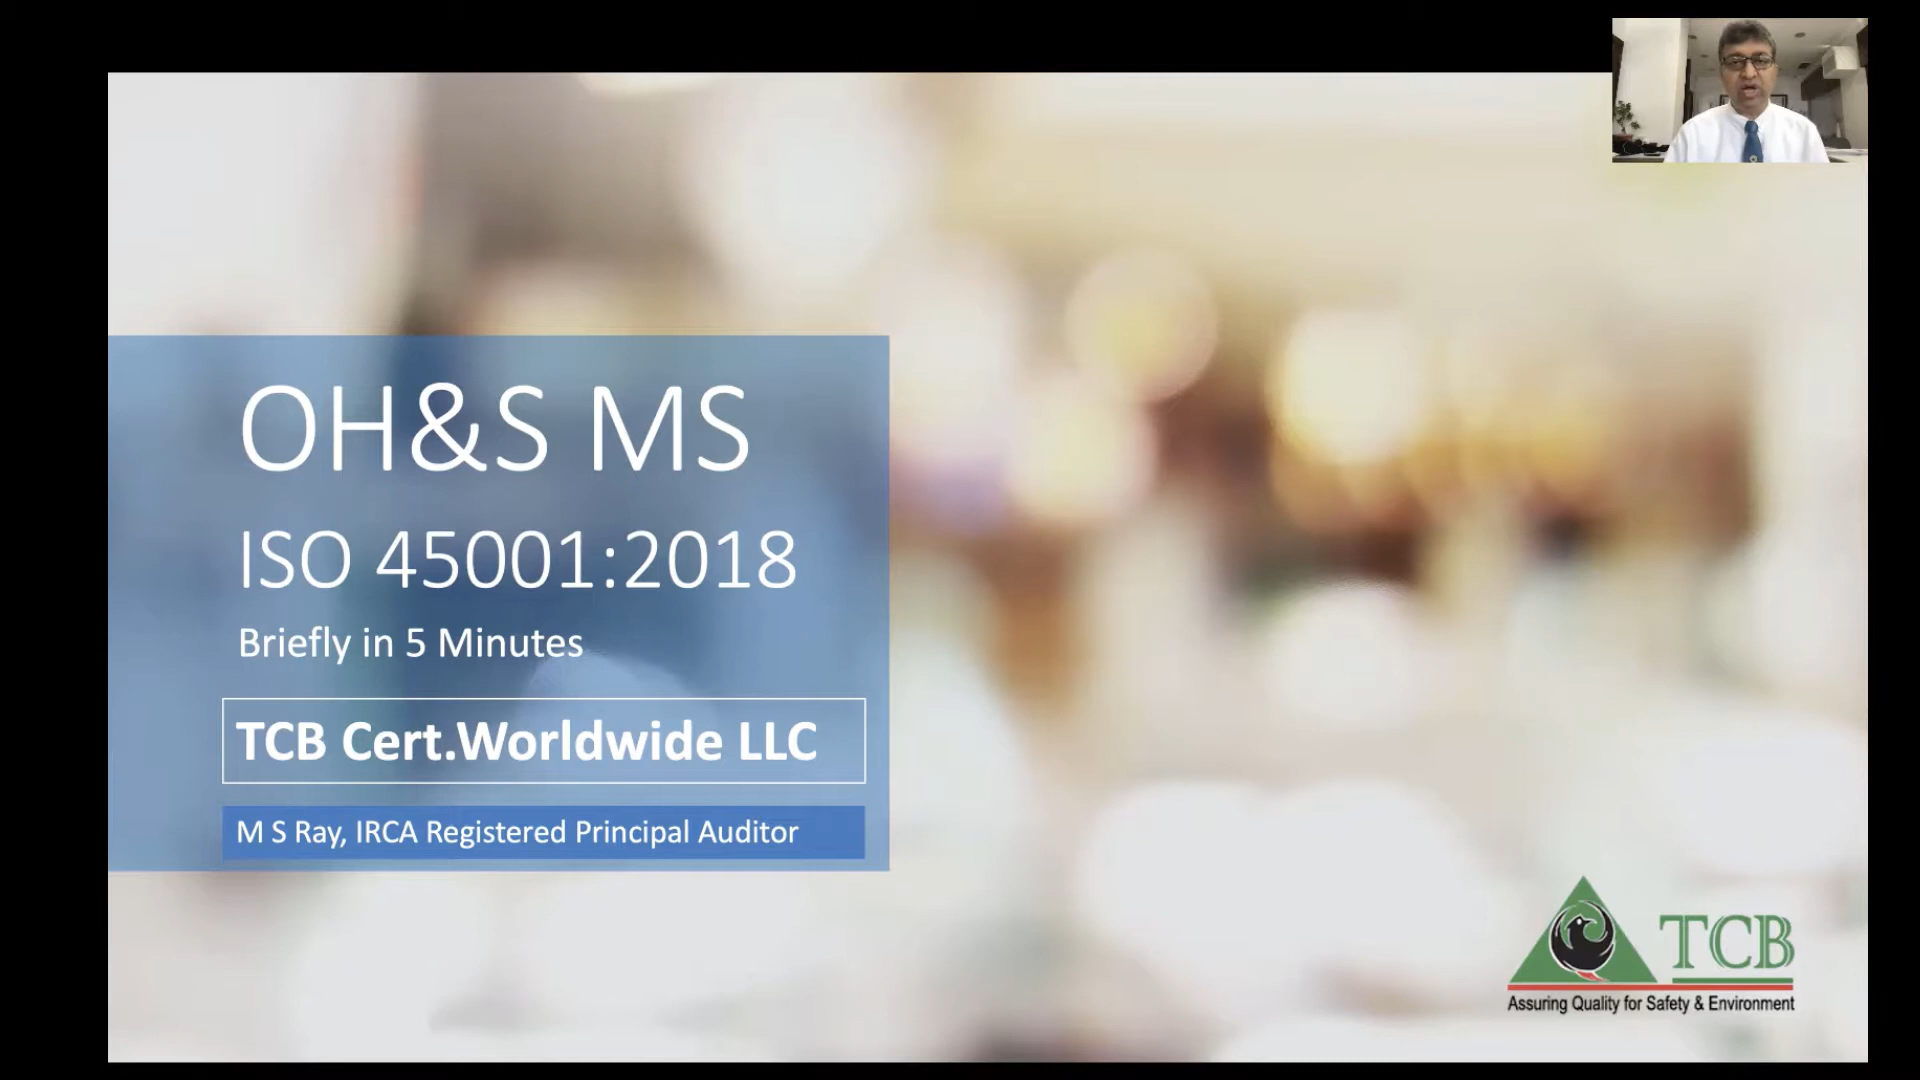 OH&S MS
ISO 45001:2018
Briefly in 5 Minutes
TCB Cert.Worldwide LLC
M S Ray, IRCA Registered Principal Auditor
TCB
Assuring Quality for Safety & Environment